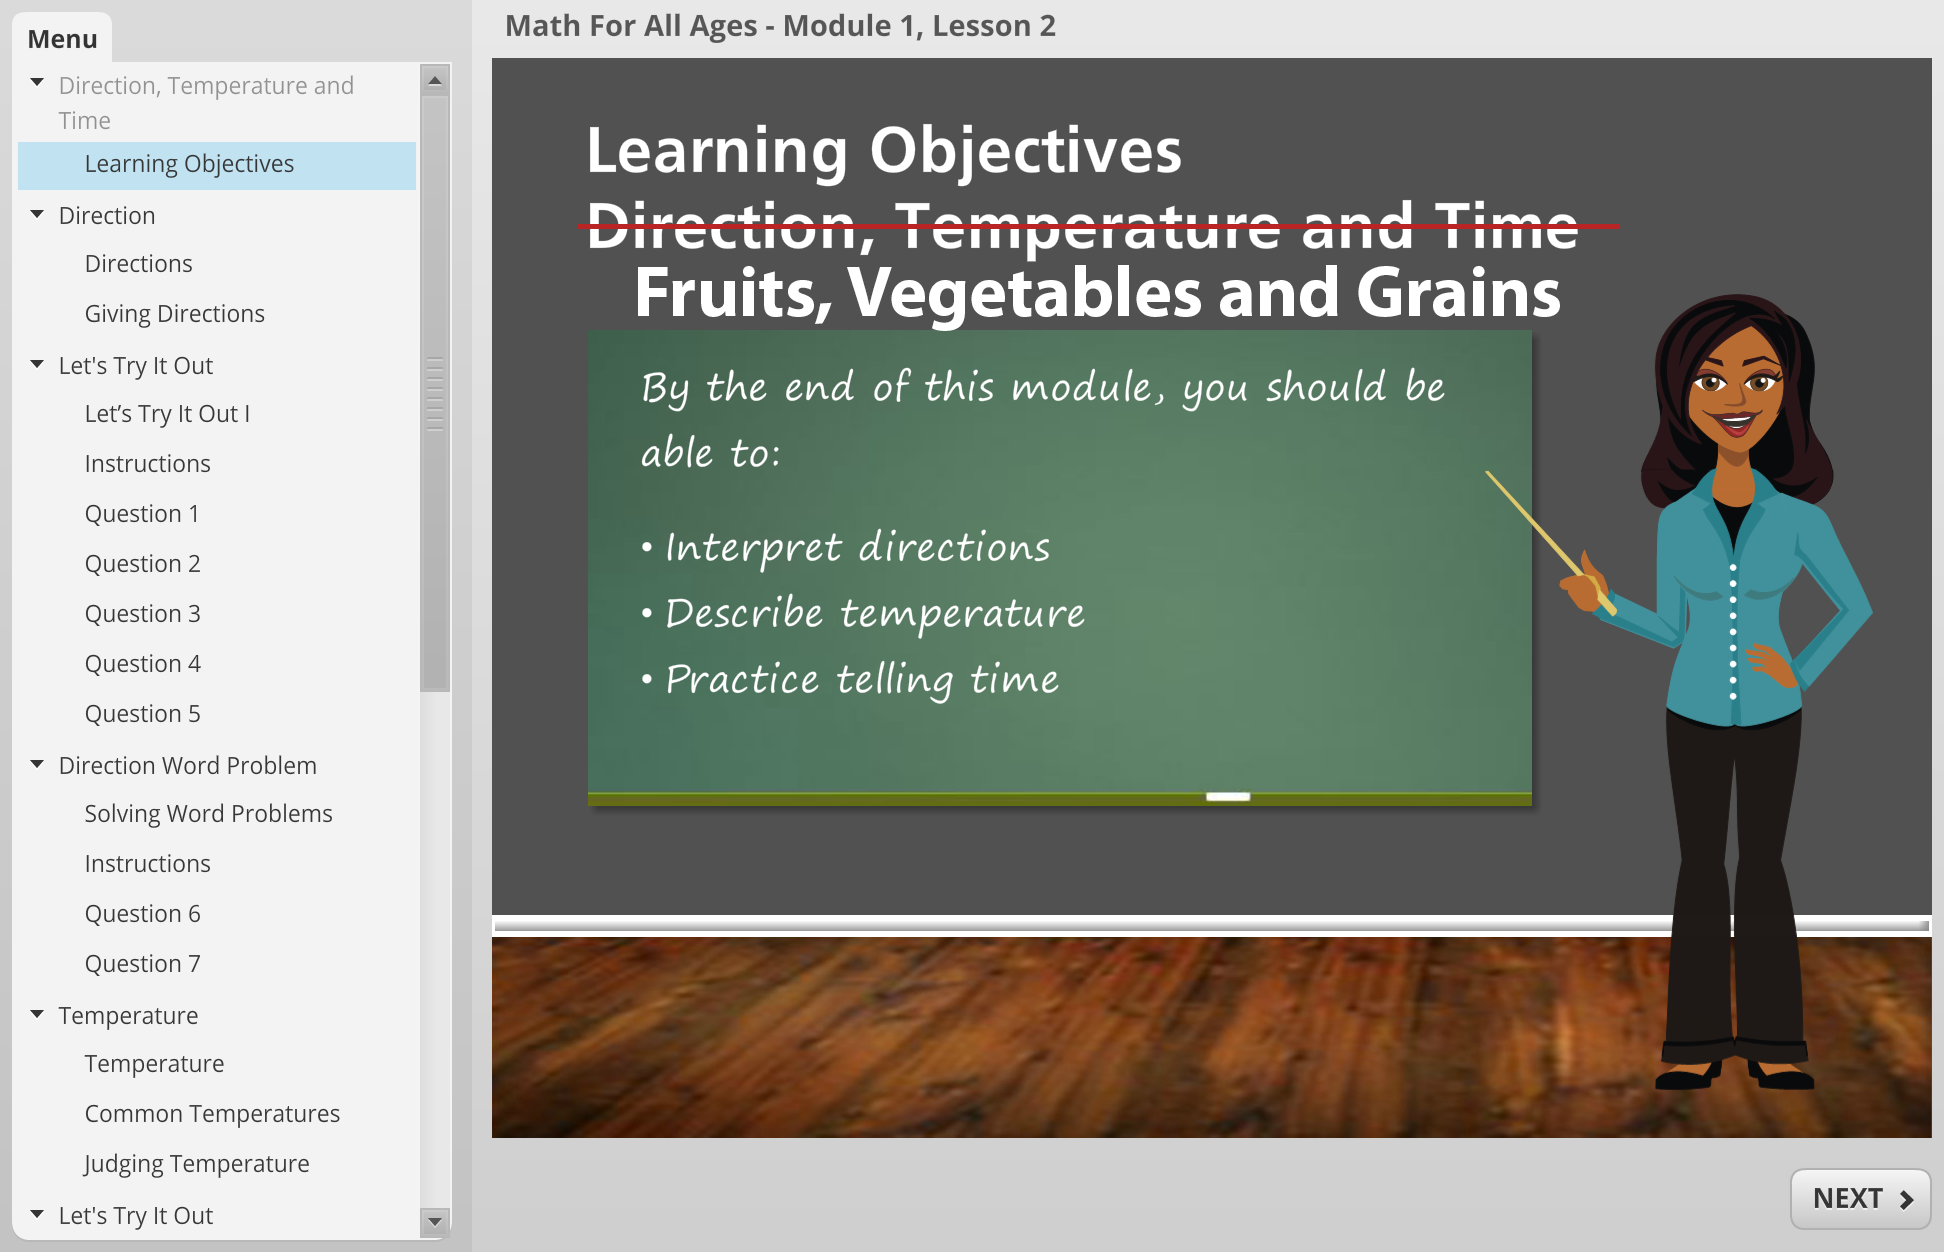 Menu
Direction, Temperature and
Time
Learning Objectives
Direction
Directions
Giving Directions
Let's Try It Out
Let’s Try It Out I
Instructions
Question 1
Question 2
Question 3
Question 4
Question 5
Direction Word Problem
Solving Word Problems
Instructions
Question 6
Question 7
Temperature
Temperature
Common Temperatures
Judging Temperature
Let's Try It Out
Math For All Ages - Module 1, Lesson 2
Learning Objectives
Direction, Temperature and Time
Fruits, Vegetables and Grains
By the end of this module, you should be
able to:
• Interpret directions
• Describe temperature
• Practice telling time
NEXT